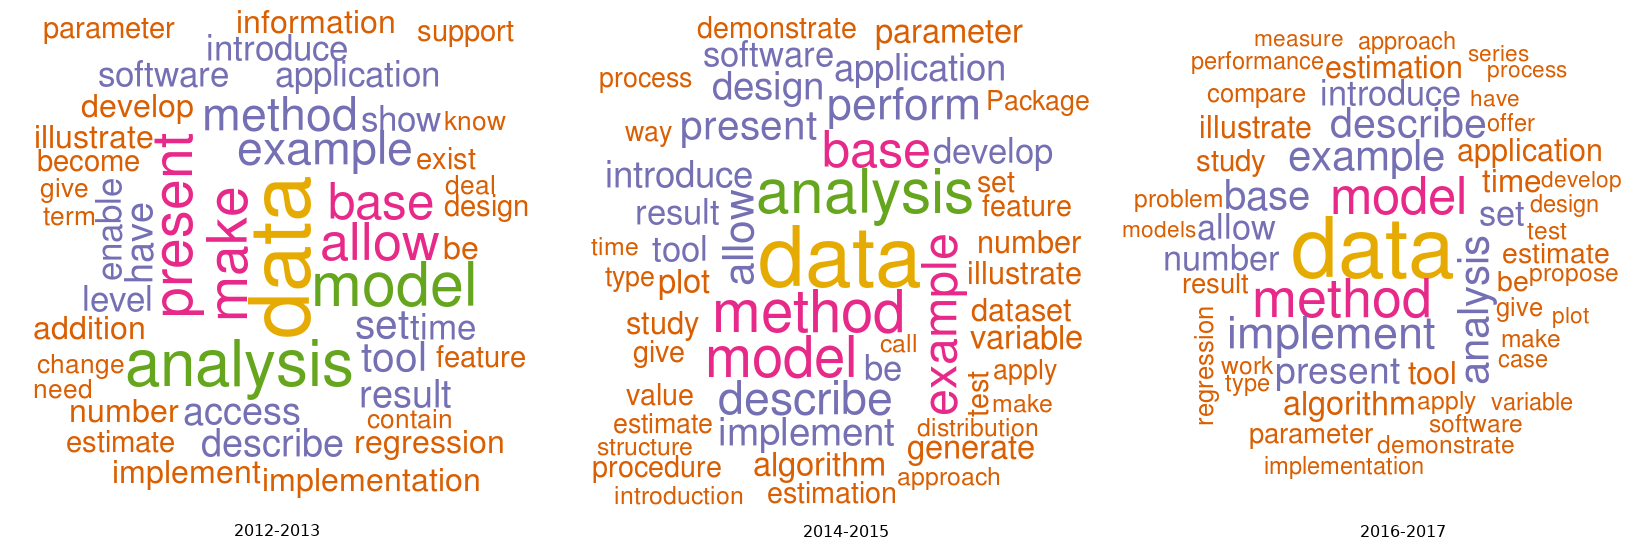 parameter
information
support
introduce
software
application
develop
method
show
know
illustrate
example
become
exist
present
give
enable
deal
term
have
make
data
base
design
allow
be
model
level
addition
set
time
analysis
tool
feature
change
need
result
number
access
contain
estimate
describe
regression
implement
implementation
2012-2013
demonstrate
parameter
software
application
process
design
perform
Package
way
present
base
develop
introduce
analysis
set
result
allow
feature
time
tool
data
example
number
type
plot
illustrate
method
dataset
study
variable
give
model
call
be
apply
value
describe
test
make
estimate
implement
distribution
structure
generate
procedure
algorithm
approach
introduction
estimation
2014-2015
measure
approach
series
performance
estimation
process
compare
introduce
have
illustrate
describe
offer
study
example
application
problem
base
model
time
develop
models
allow
set
design
number
data
analysis
test
estimate
result
be
propose
method
give
plot
regression
implement
make
work
case
type
present
tool
algorithm
apply
variable
parameter
software
demonstrate
implementation
2016-2017